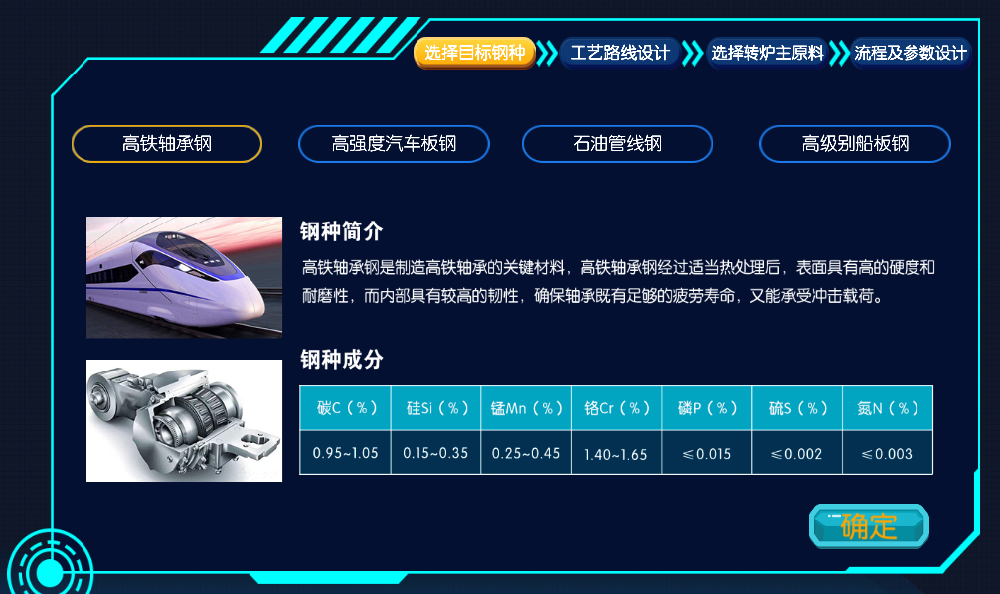 选择目标钢种 工艺路线设计 选择转炉主原料 流程及参数设计
高铁轴承钢 高强度汽车板钢 石油管线钢 高级别船板钢
钢种简介
高铁轴承钢是制造高铁轴承的关键材料，高铁轴承钢经过适当热处理后，表面具有高的硬度和
耐磨性，而内部具有较高的韧性，确保轴承既有足够的疲劳寿命，又能承受冲击载荷。
钢种成分
碳C（%） 硅Si（%） 锰Mn（%） 铬Cr（%） 磷P（%） 硫S（%） 氮N（%）
0.95~1.05 0.15~0.35 0.25~0.45 1.40~1.65 ≤0.015 ≤0.002 ≤0.003
确定